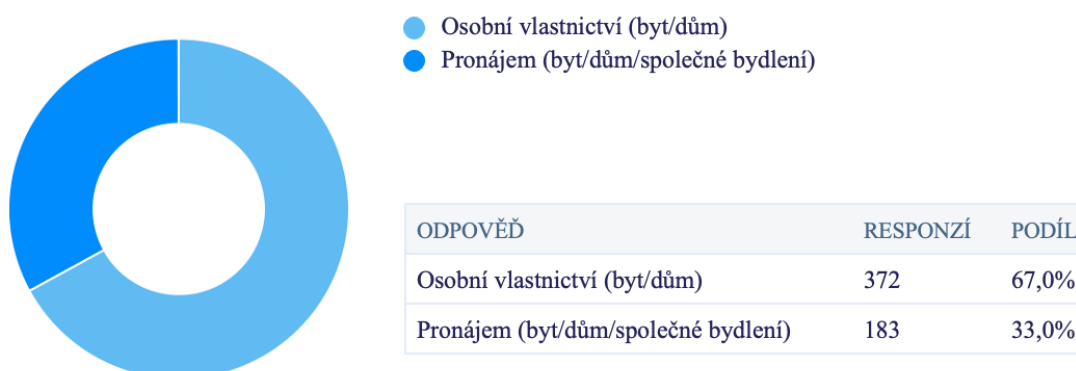 Osobní vlastnictví (byt/dům)
Pronájem (byt/dům/společné bydlení)
ODPOVĚĎ RESPONZÍ PODÍL
Osobní vlastnictví (byt/dům) 372 67,0%
Pronájem (byt/dům/společné bydlení) 183 33,0%